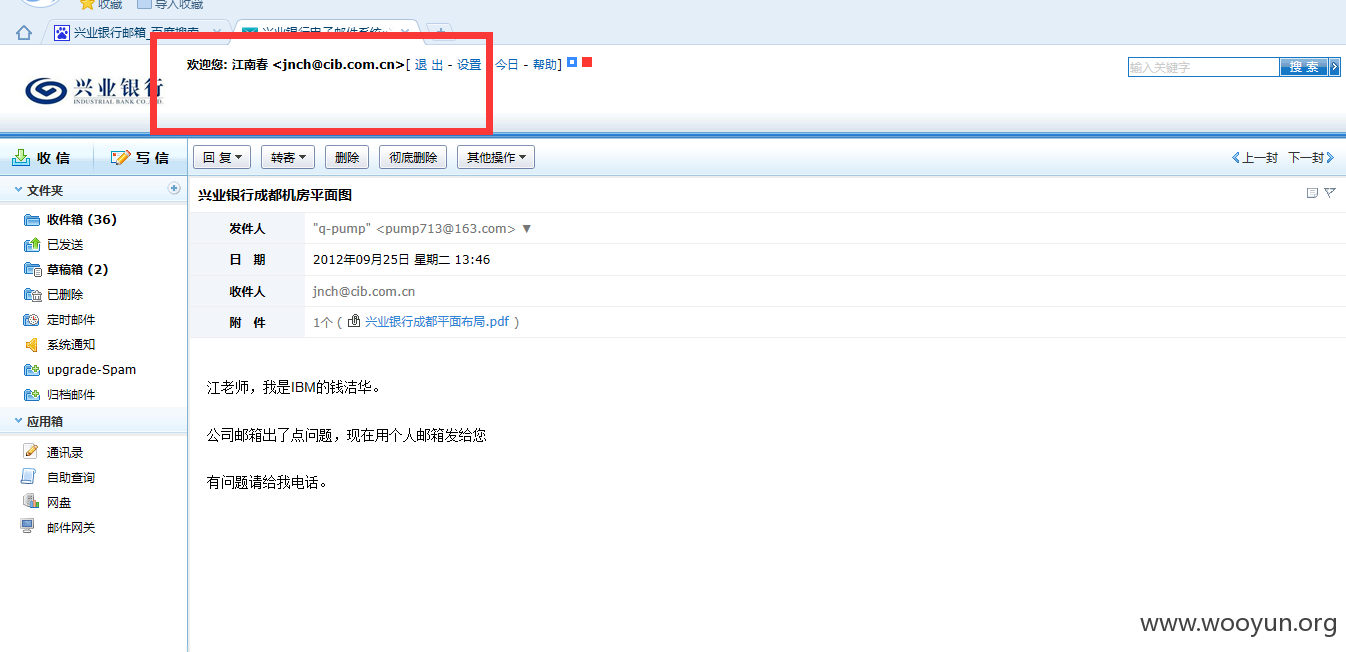 收藏 导入收藏
兴业银行邮箱_百度搜索 兴业银行电子邮件系统
欢迎您: 江南春 <jnch@cib.com.cn>[ 退 出 - 设置 今日 - 帮助]
输入关键字 搜 索
兴业银行
INDUSTRIAL BANK CO.,LTD.
收 信 写 信 回 复 转寄 删除 彻底删除 其他操作 上一封 下一封
文件夹
收件箱 (36)
已发送
草稿箱 (2)
已删除
定时邮件
系统通知
upgrade-Spam
归档邮件
应用箱
通讯录
自助查询
网盘
邮件网关
兴业银行成都机房平面图
发件人 "q-pump" <pump713@163.com> ▼
日 期 2012年09月25日 星期二 13:46
收件人 jnch@cib.com.cn
附 件 1个 ( 兴业银行成都平面布局.pdf )
江老师，我是IBM的钱洁华。
公司邮箱出了点问题，现在用个人邮箱发给您
有问题请给我电话。
www.wooyun.org